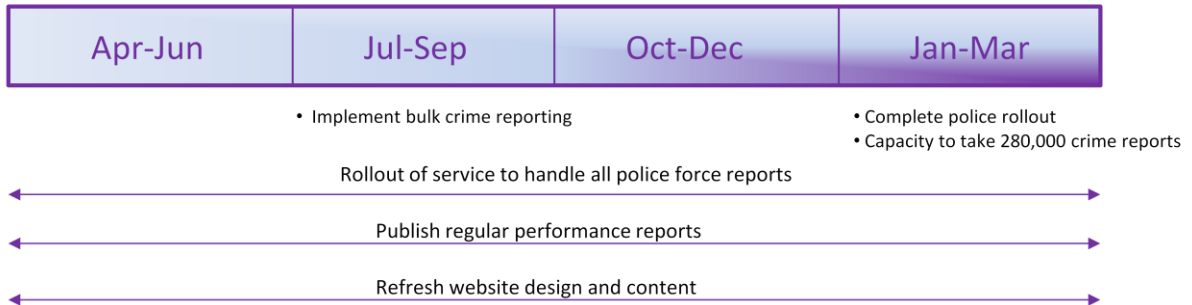 Apr-Jun Jul-Sep Oct-Dec Jan-Mar
• Implement bulk crime reporting
• Complete police rollout
• Capacity to take 280,000 crime reports
Rollout of service to handle all police force reports
Publish regular performance reports
Refresh website design and content